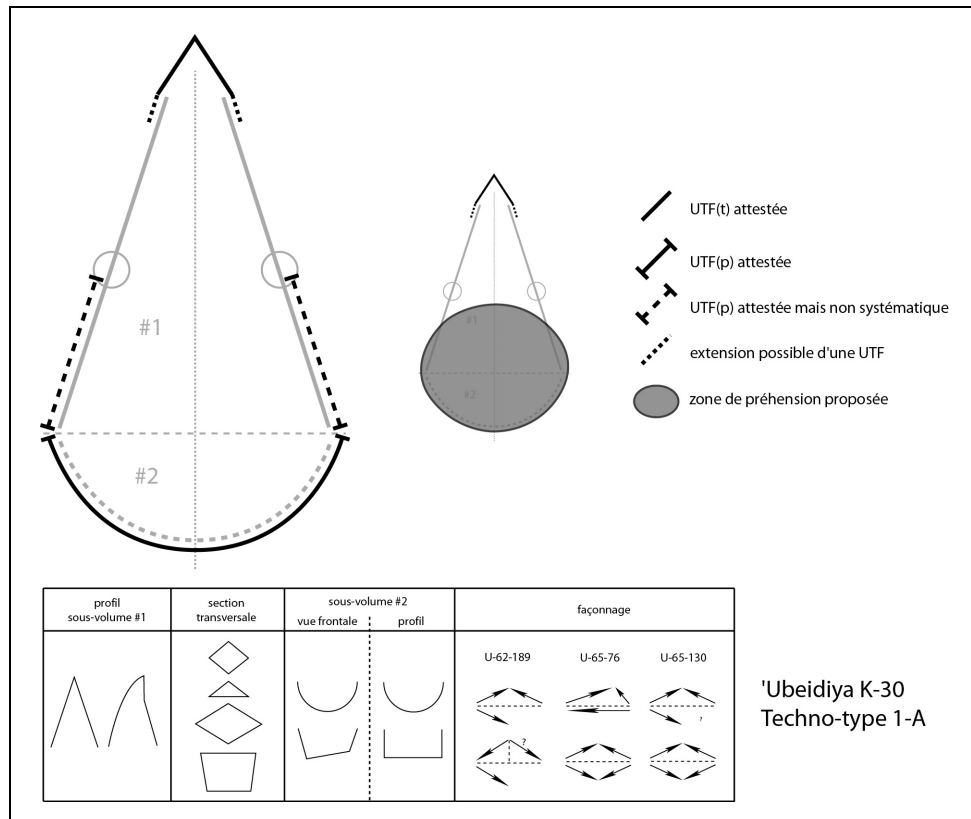 #1
#2
#1
#2
UTF(t) attestée
UTF(p) attestée
UTF(p) attestée mais non systématique
extension possible d'une UTF
zone de préhension proposée
profil
sous-volume #1
section
transversale
sous-volume #2
vue frontale
profil
façonnage
U-62-189
U-65-76
U-65-130
?
?
'Ubeidiya K-30
Techno-type 1-A